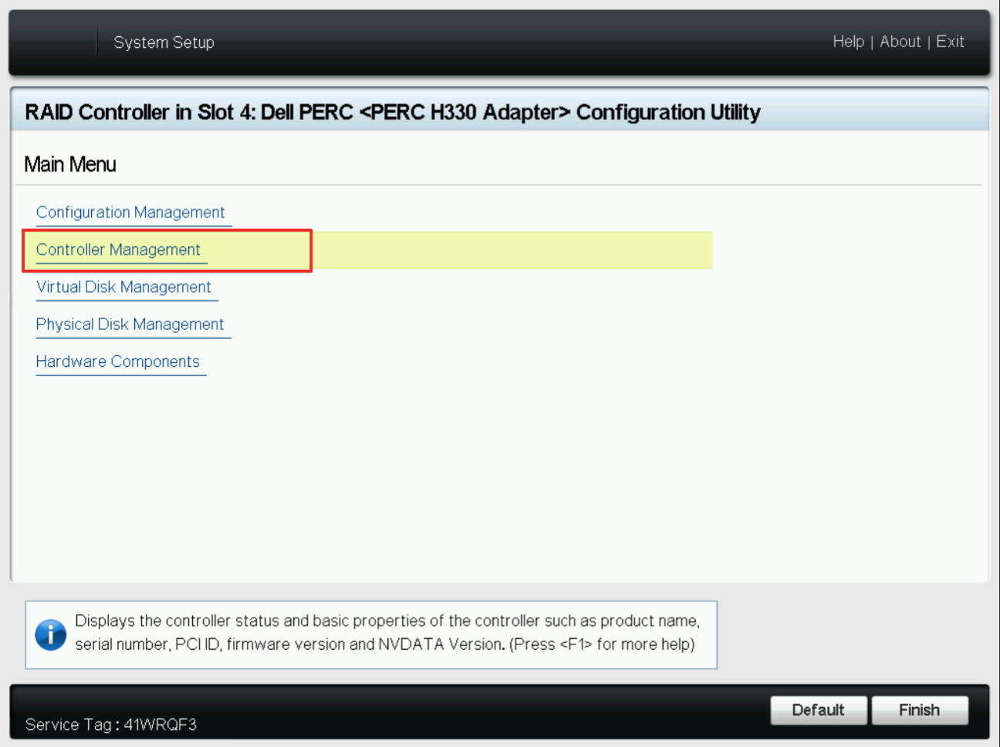 System Setup
Help | About | Exit
RAID Controller in Slot 4: Dell PERC <PERC H330 Adapter> Configuration Utility
Main Menu
Configuration Management
Controller Management
Virtual Disk Management
Physical Disk Management
Hardware Components
Displays the controller status and basic properties of the controller such as product name,
serial number, PCI ID, firmware version and NVDATA Version. (Press <F1> for more help)
Default
Finish
Service Tag : 41WRQF3